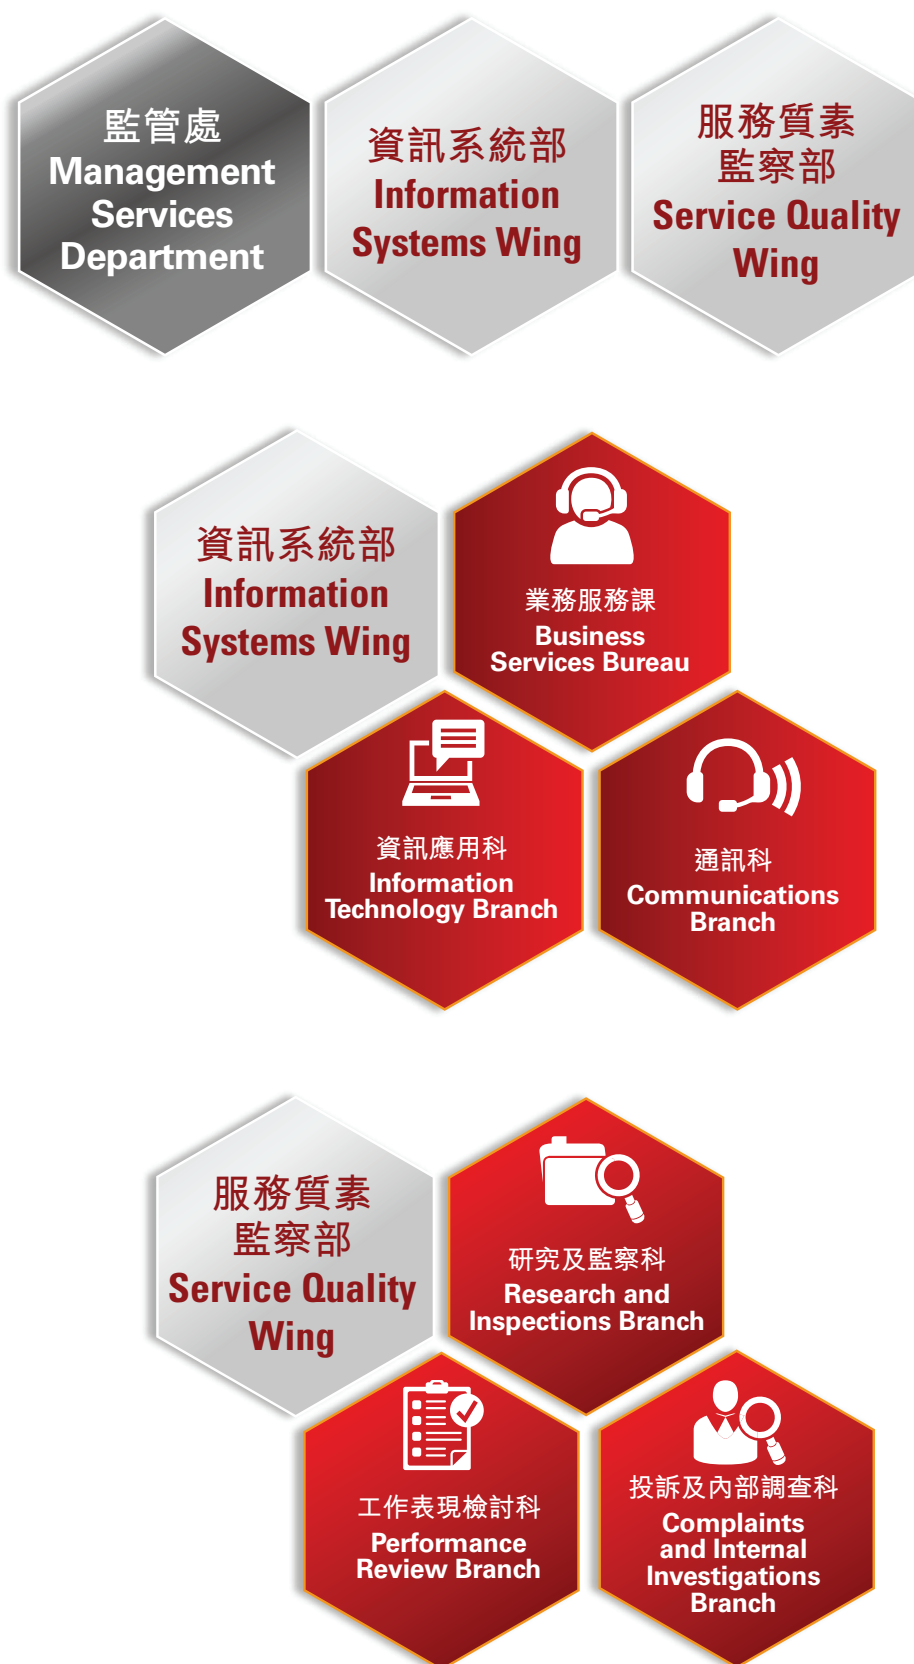 監管處
Management
Services
Department
資訊系統部
Information
Systems Wing
服務質素
監察部
Service Quality
Wing
資訊系統部
Information
Systems Wing
業務服務課
Business
Services Bureau
資訊應用科
Information
Technology Branch
通訊科
Communications
Branch
服務質素
監察部
Service Quality
Wing
研究及監察科
Research and
Inspections Branch
工作表現檢討科
Performance
Review Branch
投訴及內部調查科
Complaints
and Internal
Investigations
Branch